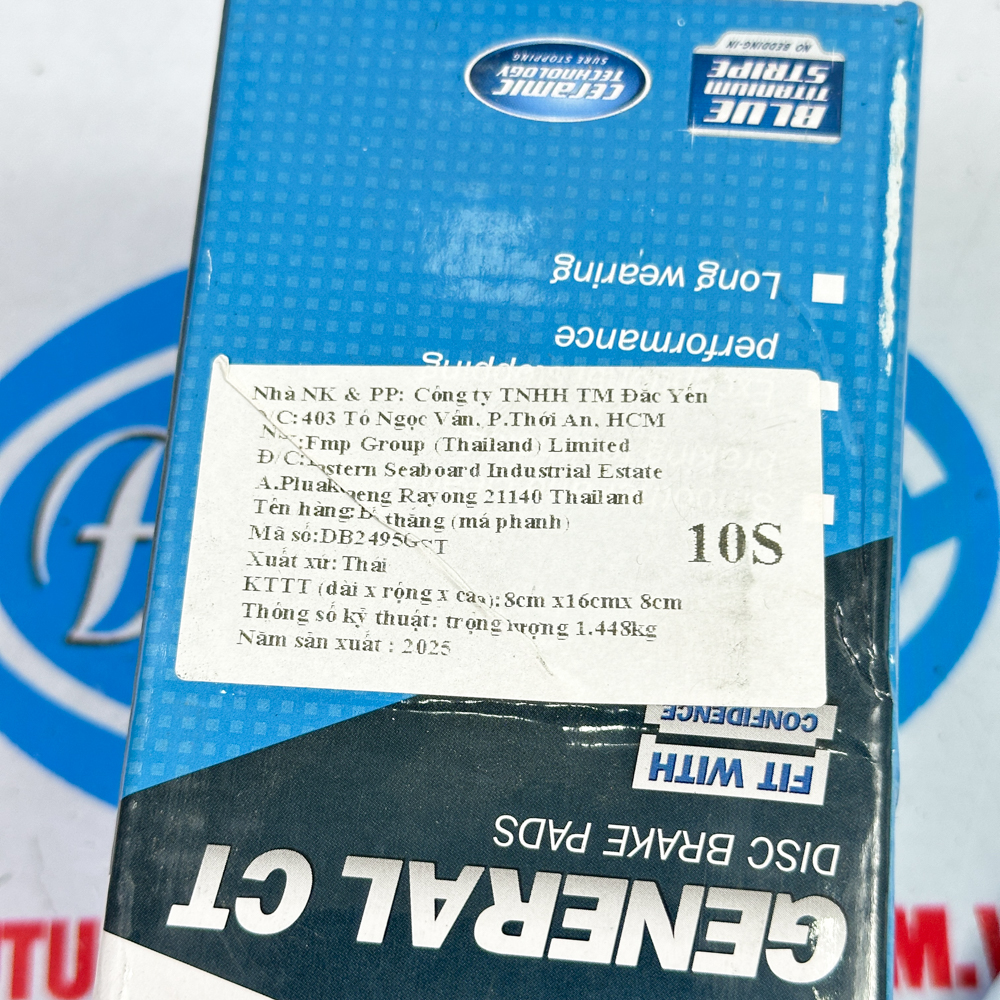 NO BEDDING-IN
BLUE
TITANIUM
STRIPE
ceramic
TECHNOLOGY
SURE STOPPING
Long wearing
performance
Nhà NK & PP: Công ty TNHH TM Đắc Yến
403 Tô Ngọc Vân, P.Thới An, HCM
Fmp Group (Thailand) Limited
Đ/C: Seaboard Industrial Estate
Rayong 21140 Thailand
Tên hàng: thắng (má phanh)
Mã số:
Xuất xứ: Thái
KTTT (dài x rộng x cao): 8cm x16cmx 8cm
Thông số kỹ thuật: trọng lượng 1.448kg
Năm sản xuất : 2025
10S
FIT WITH
CONFIDENCE
DISC BRAKE PADS
GENERAL CT